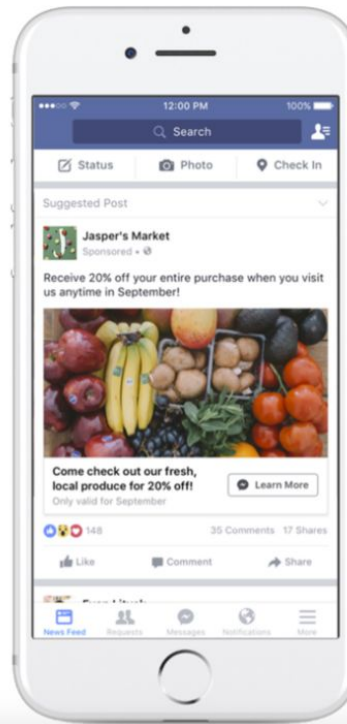 12:00 PM 100%
Search
Status Photo Check In
Suggested Post
Jasper's Market
Sponsored •
Receive 20% off your entire purchase when you visit
us anytime in September!
Come check out our fresh,
local produce for 20% off!
Learn More
Only valid for September
148 35 Comments 17 Shares
Like Comment Share
News Feed Requests Messages Notifications More